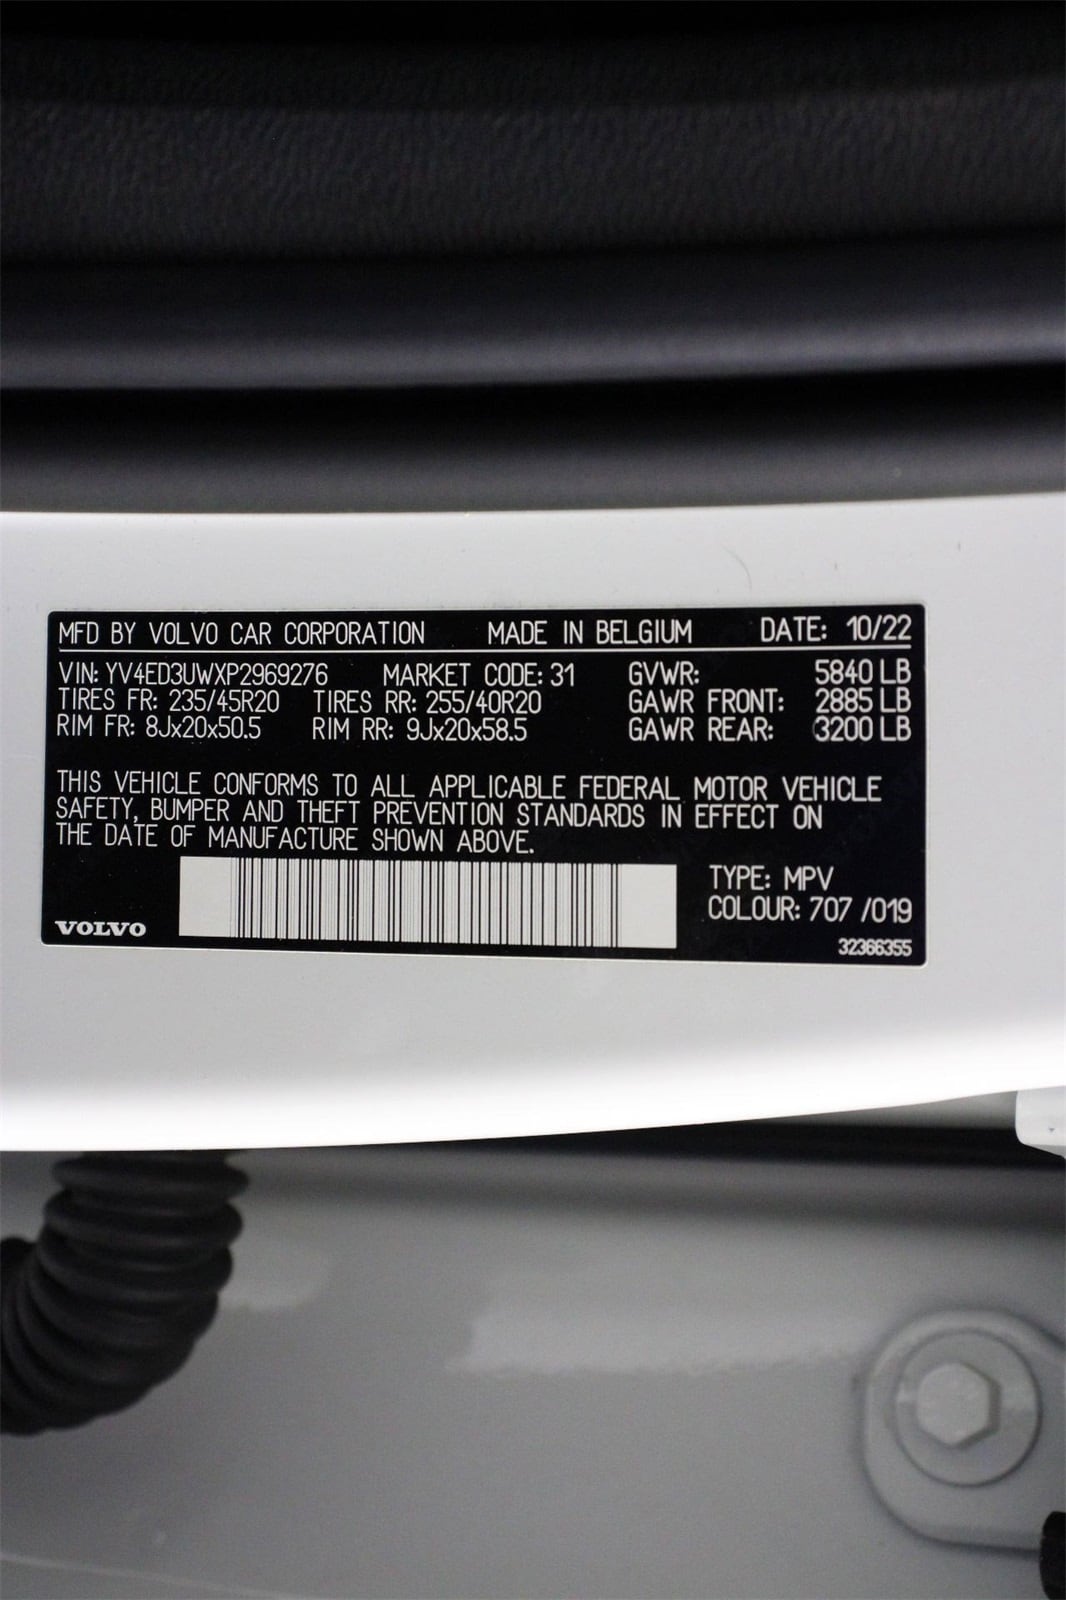 MFD BY VOLVO CAR CORPORATION MADE IN BELGIUM DATE: 10/22
VIN: YV4ED3UWXP2969276 MARKET CODE: 31 GVWR: 5840 LB
TIRES FR: 235/45R20 TIRES RR: 255/40R20 GAWR FRONT: 2885 LB
RIM FR: 8Jx20x50.5 RIM RR: 9Jx20x58.5 GAWR REAR: 3200 LB
THIS VEHICLE CONFORMS TO ALL APPLICABLE FEDERAL MOTOR VEHICLE
SAFETY, BUMPER AND THEFT PREVENTION STANDARDS IN EFFECT ON
THE DATE OF MANUFACTURE SHOWN ABOVE.
TYPE: MPV
COLOUR: 707 /019
VOLVO
32366355